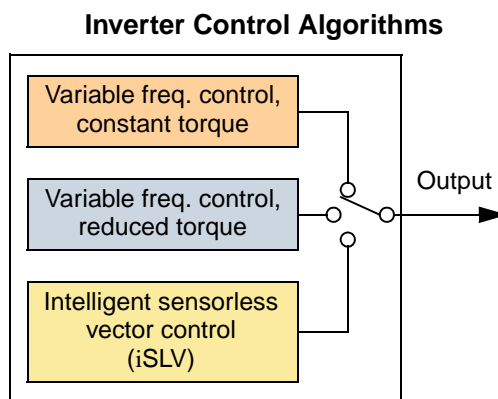 Inverter Control Algorithms
Variable freq. control,
constant torque
Variable freq. control,
reduced torque
Output
Intelligent sensorless
vector control
(iSLV)